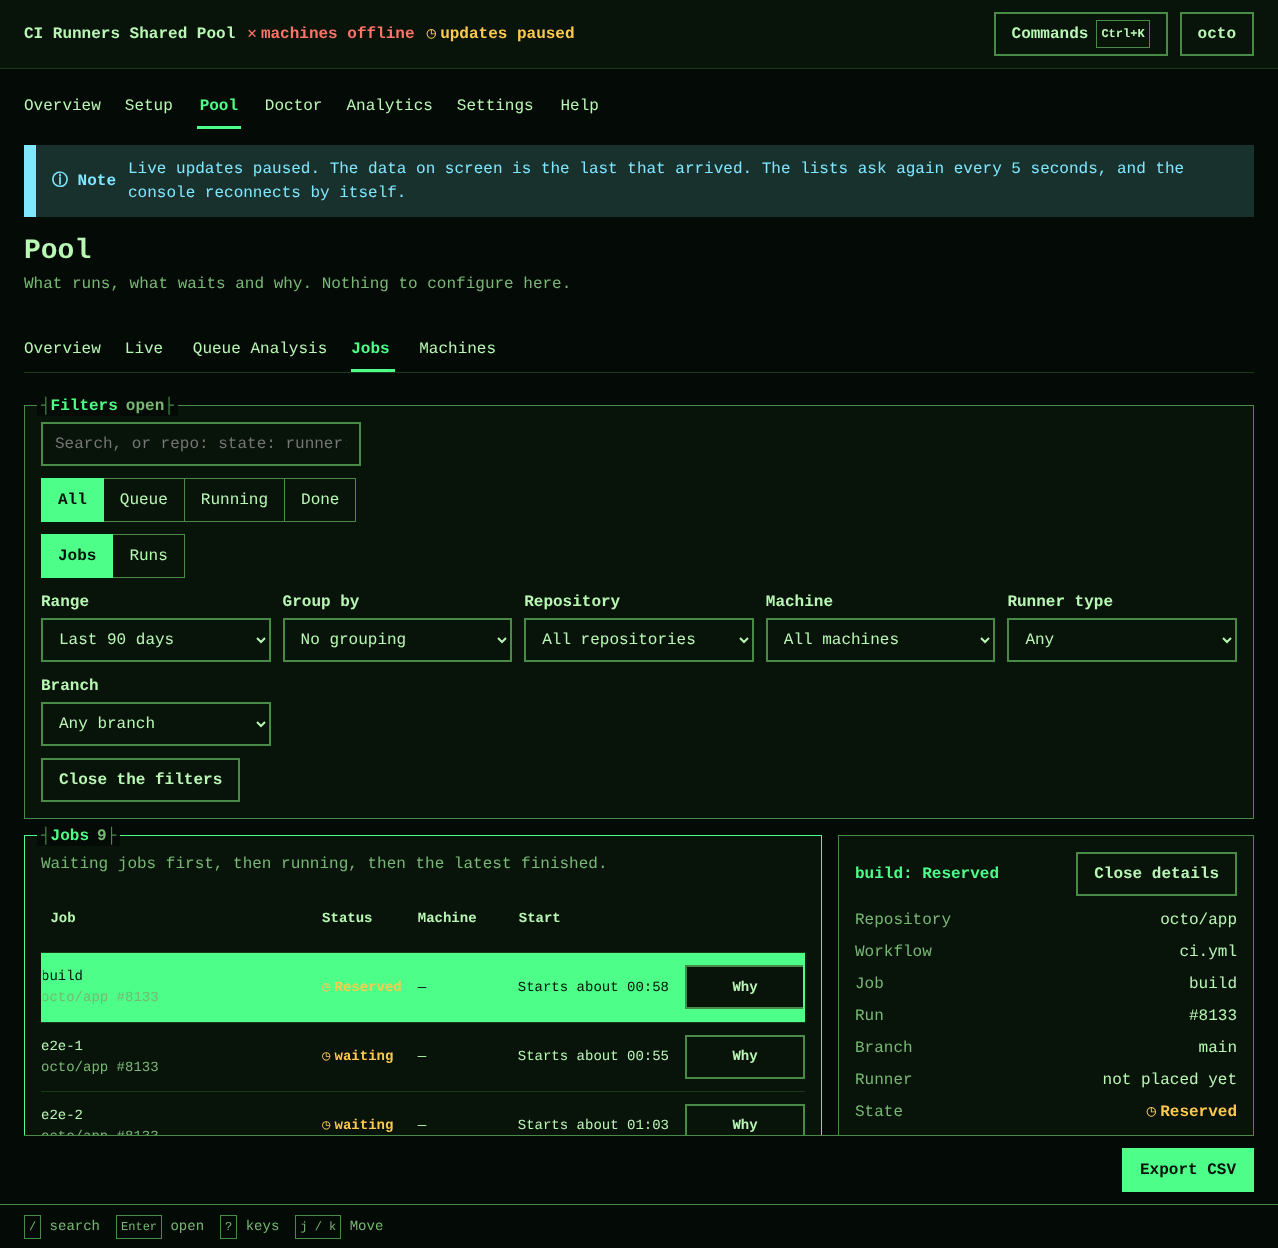 CI Runners Shared Pool × machines offline ◷ updates paused Commands Ctrl+K octo
Overview Setup Pool Doctor Analytics Settings Help
ⓘ Note Live updates paused. The data on screen is the last that arrived. The lists ask again every 5 seconds, and the
console reconnects by itself.
Pool
What runs, what waits and why. Nothing to configure here.
Overview Live Queue Analysis Jobs Machines
Filters open
Search, or repo: state: runner
All Queue Running Done
Jobs Runs
Range Group by Repository Machine Runner type
Last 90 days No grouping All repositories All machines Any
Branch
Any branch
Close the filters
Jobs 9
Waiting jobs first, then running, then the latest finished.
Job Status Machine Start
build
octo/app #8133
◷ Reserved — Starts about 00:58 Why
e2e-1
octo/app #8133
◷ waiting — Starts about 00:55 Why
e2e-2
octo/app #8133
◷ waiting — Starts about 01:03 Why
build: Reserved Close details
Repository octo/app
Workflow ci.yml
Job build
Run #8133
Branch main
Runner not placed yet
State ◷ Reserved
Export CSV
/ search Enter open ? keys j / k Move